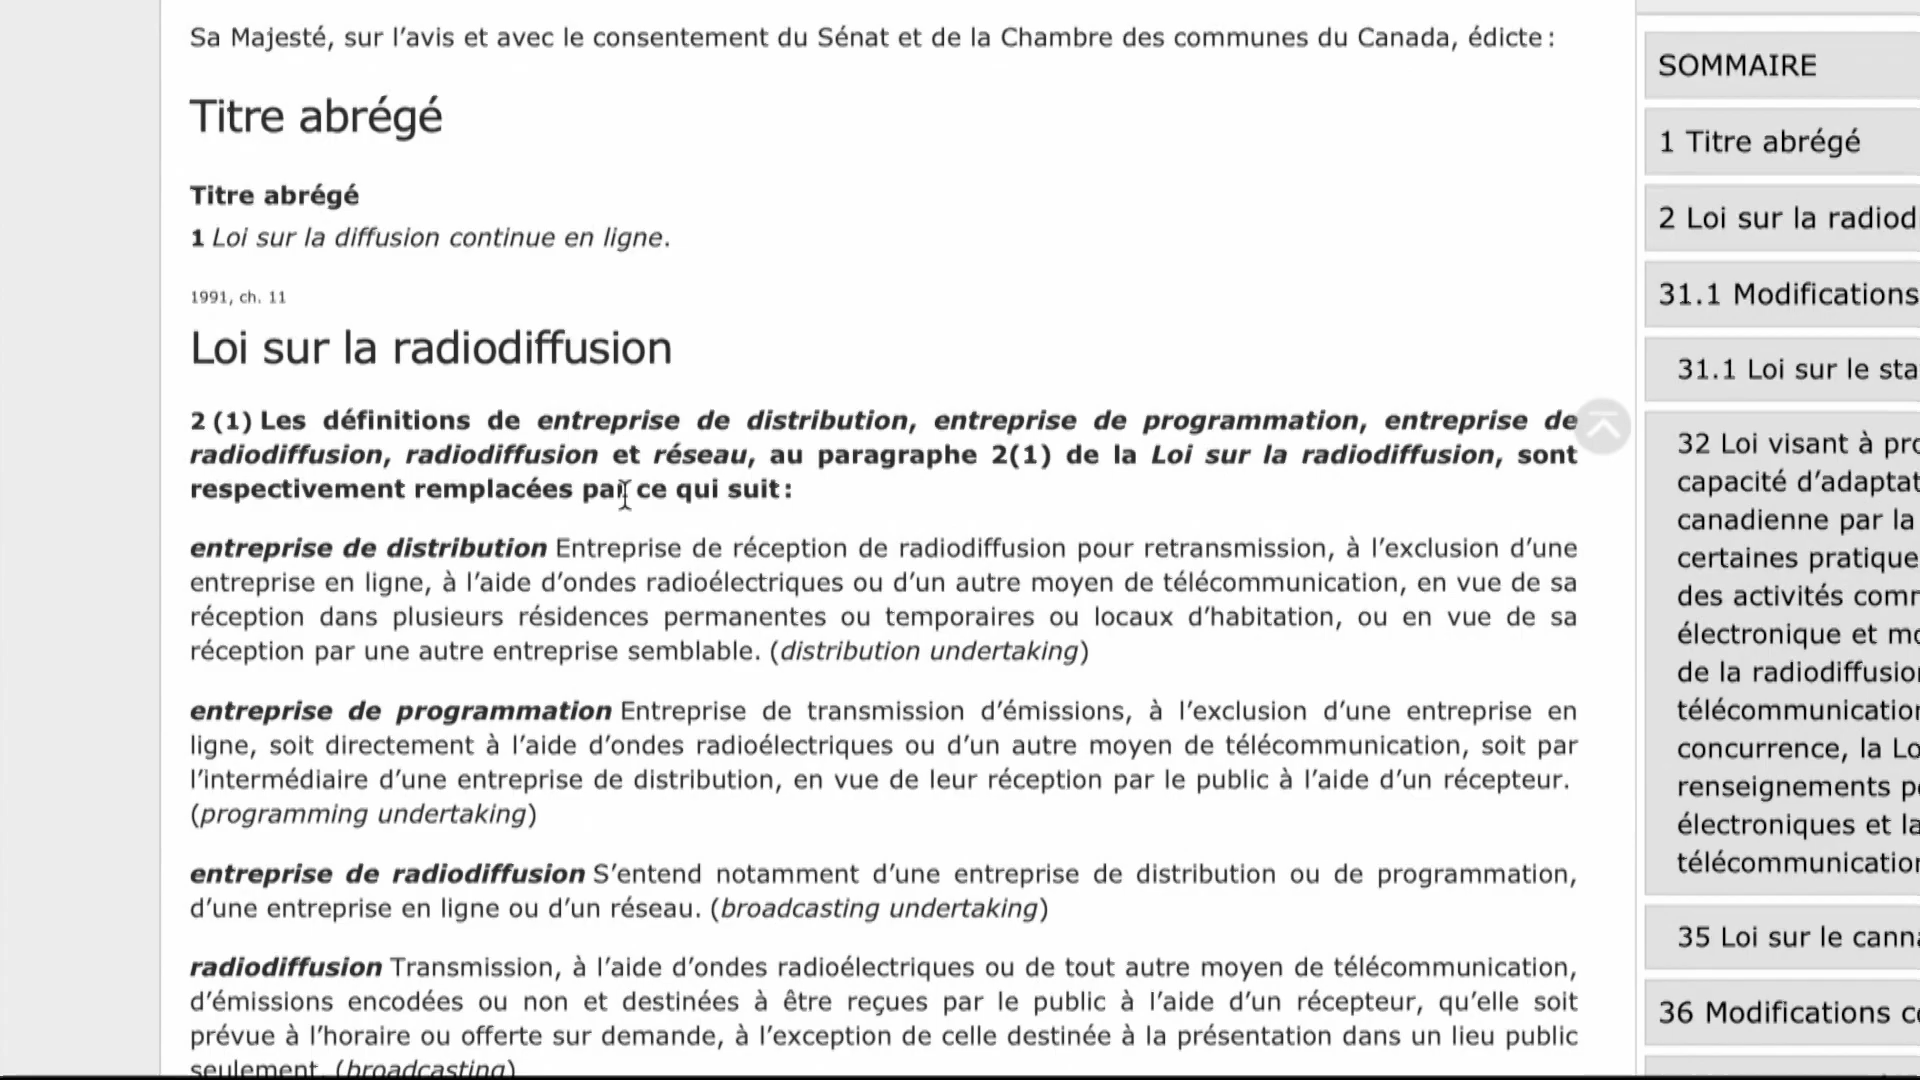 Sa Majesté, sur l’avis et avec le consentement du Sénat et de la Chambre des communes du Canada, édicte :
Titre abrégé
Titre abrégé
1 Loi sur la diffusion continue en ligne.
1991, ch. 11
Loi sur la radiodiffusion
2 (1) Les définitions de entreprise de distribution, entreprise de programmation, entreprise de
radiodiffusion, radiodiffusion et réseau, au paragraphe 2(1) de la Loi sur la radiodiffusion, sont
respectivement remplacées par ce qui suit :
entreprise de distribution Entreprise de réception de radiodiffusion pour retransmission, à l’exclusion d’une
entreprise en ligne, à l’aide d’ondes radioélectriques ou d’un autre moyen de télécommunication, en vue de sa
réception dans plusieurs résidences permanentes ou temporaires ou locaux d’habitation, ou en vue de sa
réception par une autre entreprise semblable. (distribution undertaking)
entreprise de programmation Entreprise de transmission d’émissions, à l’exclusion d’une entreprise en
ligne, soit directement à l’aide d’ondes radioélectriques ou d’un autre moyen de télécommunication, soit par
l’intermédiaire d’une entreprise de distribution, en vue de leur réception par le public à l’aide d’un récepteur.
(programming undertaking)
entreprise de radiodiffusion S’entend notamment d’une entreprise de distribution ou de programmation,
d’une entreprise en ligne ou d’un réseau. (broadcasting undertaking)
radiodiffusion Transmission, à l’aide d’ondes radioélectriques ou de tout autre moyen de télécommunication,
d’émissions encodées ou non et destinées à être reçues par le public à l’aide d’un récepteur, qu’elle soit
prévue à l’horaire ou offerte sur demande, à l’exception de celle destinée à la présentation dans un lieu public
seulement. (broadcasting)
SOMMAIRE
1 Titre abrégé
2 Loi sur la radiod
31.1 Modifications
31.1 Loi sur le sta
32 Loi visant à pro
capacité d’adaptat
canadienne par la
certaines pratique
des activités comm
électronique et mo
de la radiodiffusion
télécommunication
concurrence, la Lo
renseignements pe
électroniques et la
télécommunication
35 Loi sur le canna
36 Modifications co